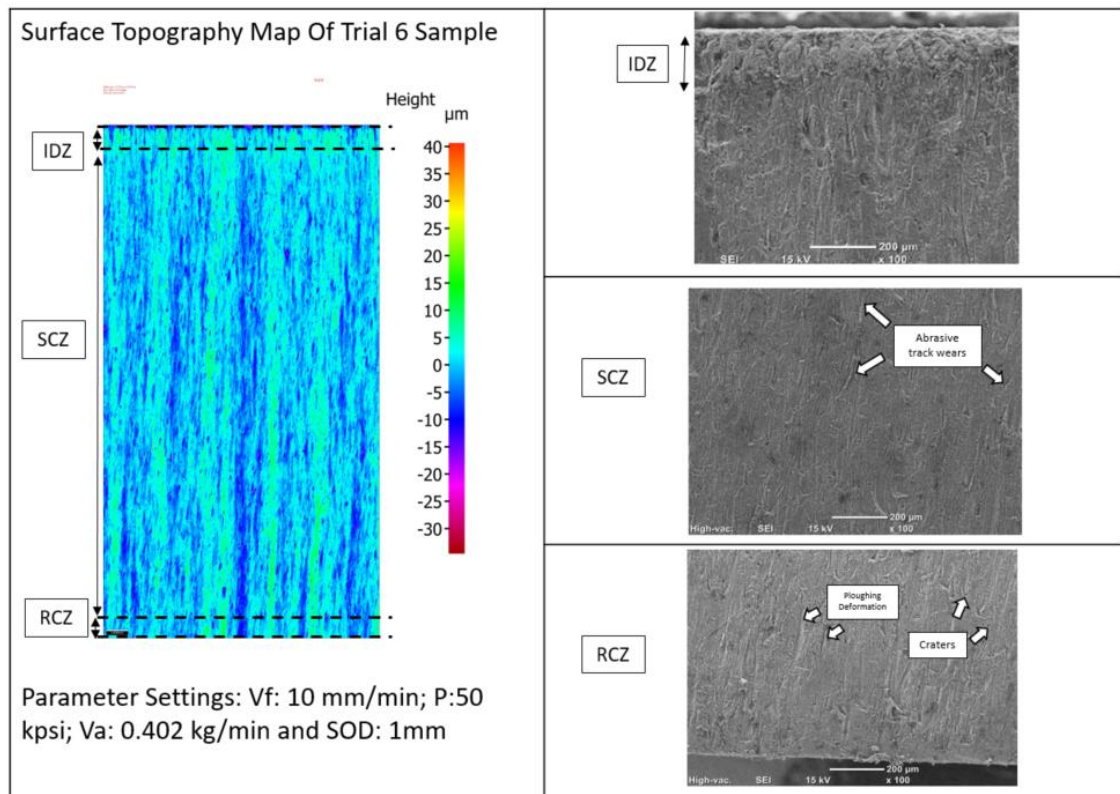 Surface Topography Map Of Trial 6 Sample
Height
µm
IDZ
SCZ
RCZ
40
35
30
25
20
15
10
5
0
-5
-10
-15
-20
-25
-30
Parameter Settings: Vf: 10 mm/min; P:50
kpsi; Va: 0.402 kg/min and SOD: 1mm
IDZ
200 µm
SEI 15 kV x 100
SCZ
Abrasive
track wears
200 µm
High-vac. SEI 15 kV x 100
RCZ
Ploughing
Deformation
Craters
200 µm
High-vac. SEI 15 kV x 100